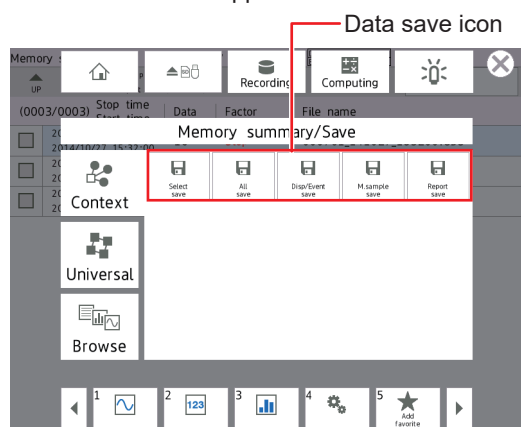 Data save icon
Memory
UP
Recording
Computing
(0003/0003)
Stop time
Start time
Data
Factor
File name
Memory summary/Save
2014/10/27 15:32:00
Context
Select save
All save
Disp/Event save
M.sample save
Report save
Universal
Browse
1
2
123
3
4
5
Add favorite